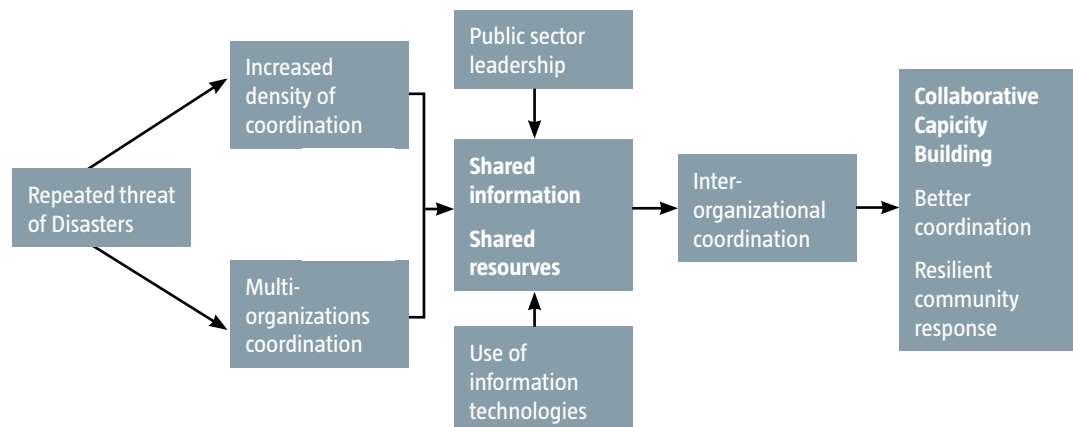 Repeated threat
of Disasters
Increased
density of
coordination
Multi-
organizations
coordination
Public sector
leadership
Shared
information
Shared
resourves
Use of
information
technologies
Inter-
organizational
coordination
Collaborative
Capicity
Building
Better
coordination
Resilient
community
response